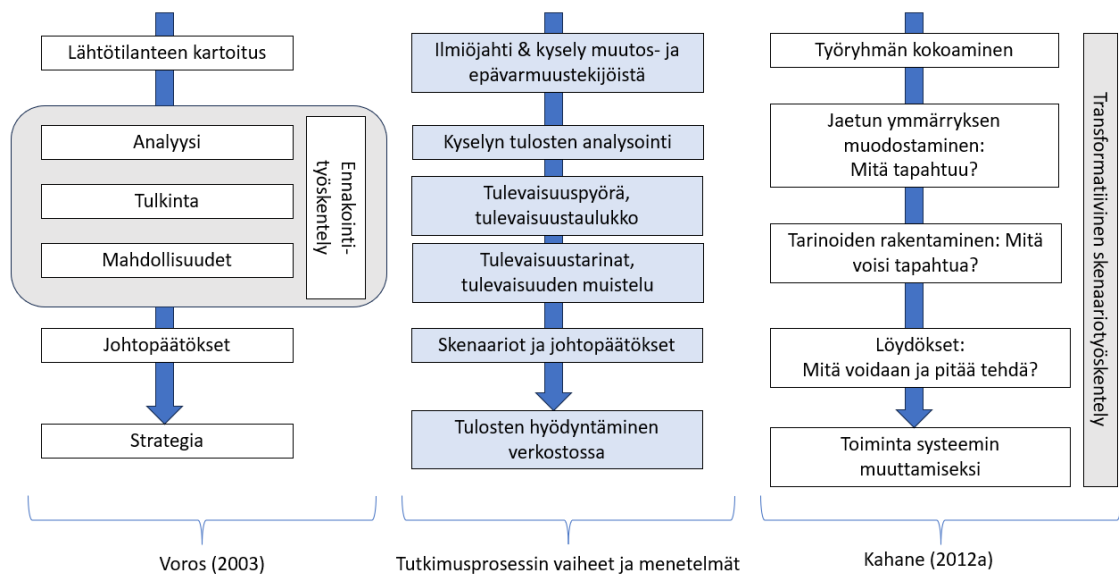 Lähtötilanteen kartoitus
Analyysi
Tulkinta
Mahdollisuudet
Ennakointi-
työskentely
Johtopäätökset
Strategia
Voros (2003)
Ilmiöjahti & kysely muutos- ja
epävarmuustekijöistä
Kyselyn tulosten analysointi
Tulevaisuuspyörä,
tulevaisuustaulukko
Tulevaisuustarinat,
tulevaisuuden muistelu
Skenaariot ja johtopäätökset
Tulosten hyödyntäminen
verkostossa
Tutkimusprosessin vaiheet ja menetelmät
Työryhmän kokoaminen
Jaetun ymmärryksen
muodostaminen:
Mitä tapahtuu?
Tarinoiden rakentaminen: Mitä
voisi tapahtua?
Löydökset:
Mitä voidaan ja pitää tehdä?
Toiminta systeemin
muuttamiseksi
Transformatiivinen skenaariotyöskentely
Kahane (2012a)